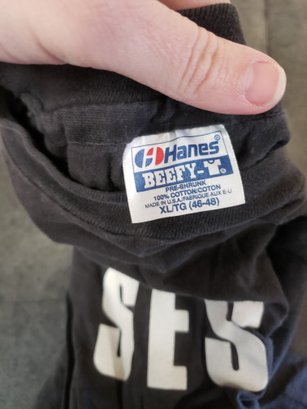 Hanes®
BEEFY-T®
PRE-SHRUNK
100% COTTON/COTON
MADE IN U.S.A./FABRIQUE AUX E-U
XL/TG (46-48)
SES